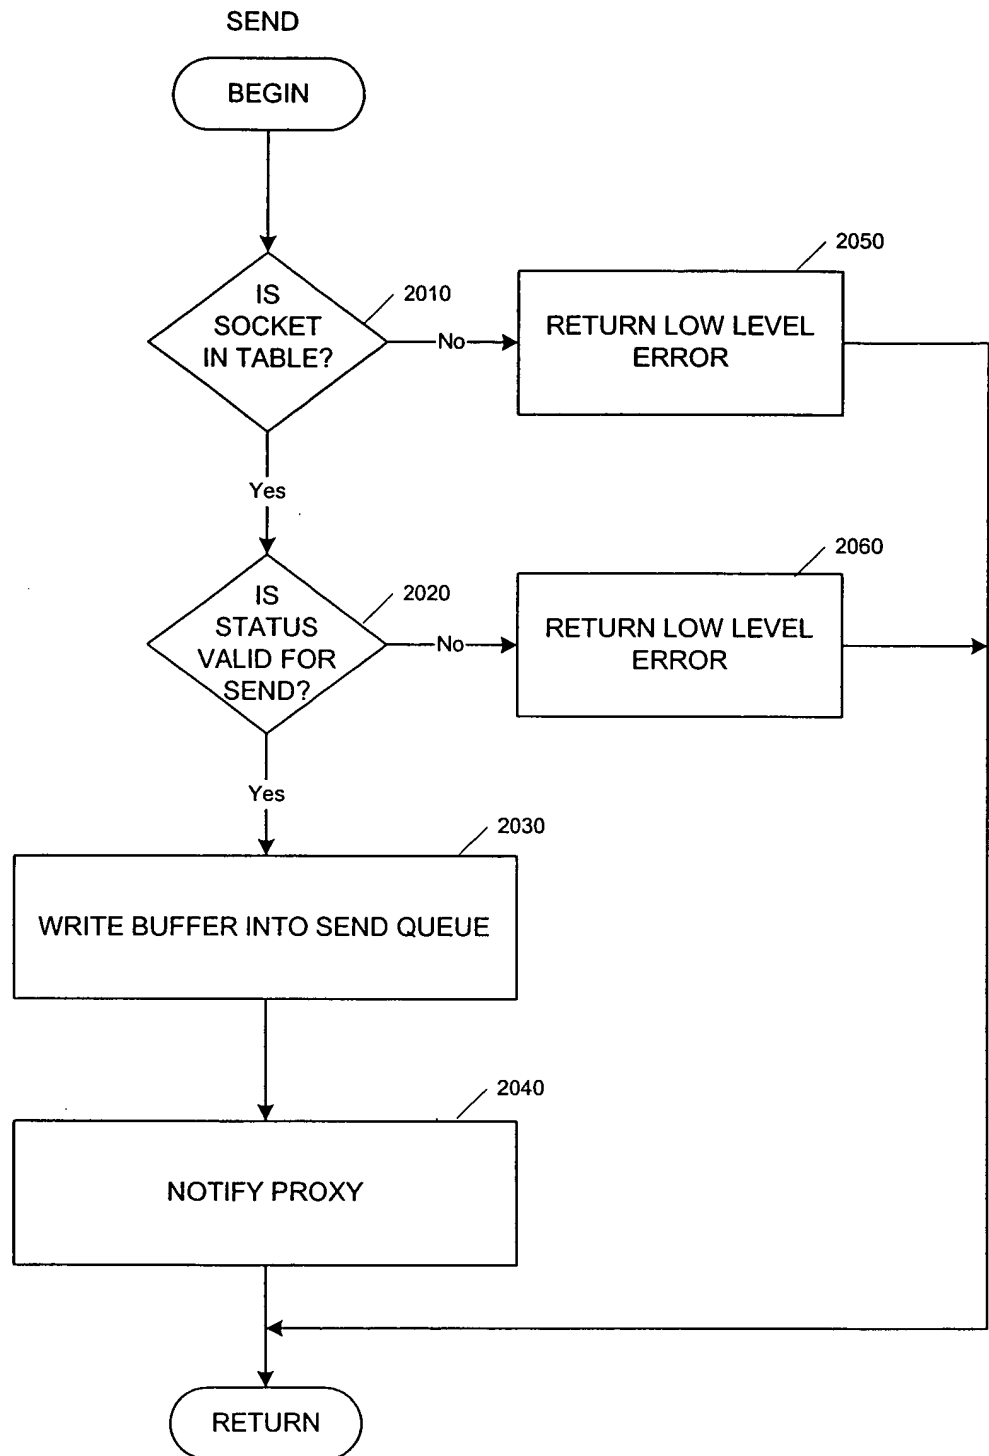 SEND
BEGIN
2050
2010
IS
SOCKET
IN TABLE?
No
RETURN LOW LEVEL
ERROR
Yes
2060
2020
IS
STATUS
VALID FOR
SEND?
No
RETURN LOW LEVEL
ERROR
Yes
2030
WRITE BUFFER INTO SEND QUEUE
2040
NOTIFY PROXY
RETURN